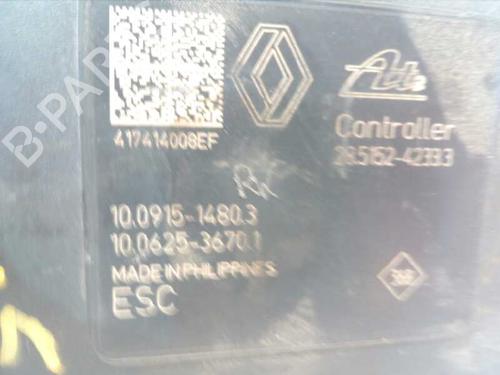 Ate
417414008EF
Controller
28.5152-4233.3
10.0915-1480.3
10.0625-3670.1
MADE IN PHILIPPINES
ESC
B-PARTS